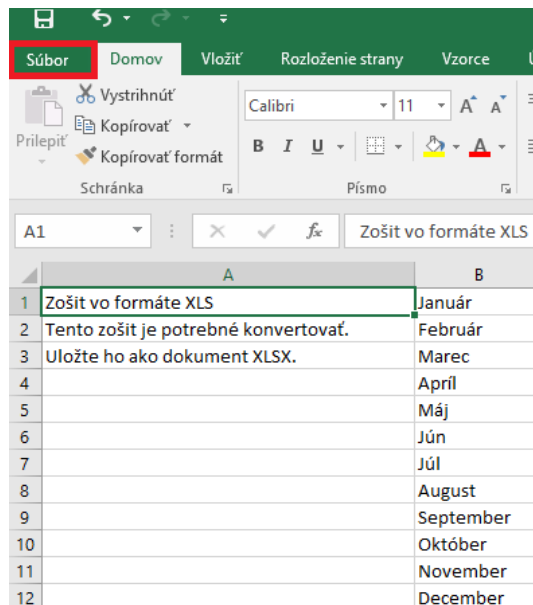 Súbor Domov Vložiť Rozloženie strany Vzorce
Prilepiť
Vystrihnúť
Kopírovať
Kopírovať formát
Schránka
Calibri 11 A A
B I U A
Písmo
A1 fx Zošit vo formáte XLS
A B
1 Zošit vo formáte XLS Január
2 Tento zošit je potrebné konvertovať. Február
3 Uložte ho ako dokument XLSX. Marec
4 Apríl
5 Máj
6 Jún
7 Júl
8 August
9 September
10 Október
11 November
12 December